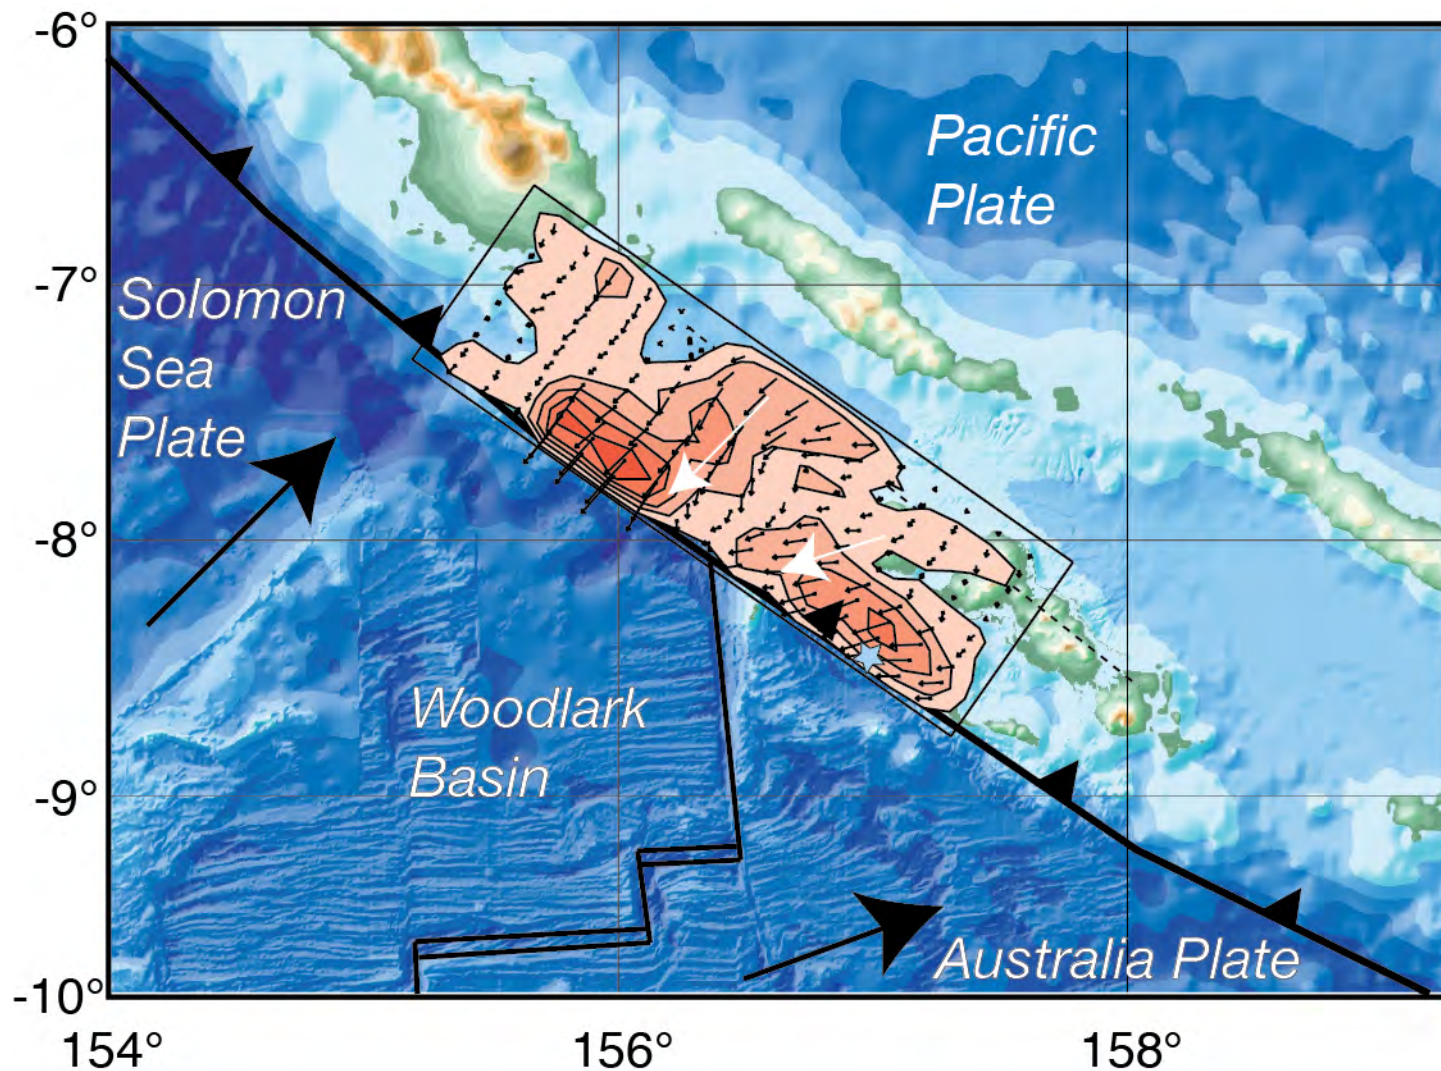 -6°
Pacific
Plate
-7°
Solomon
Sea
Plate
-8°
Woodlark
Basin
-9°
Australia Plate
-10°
154°
156°
158°